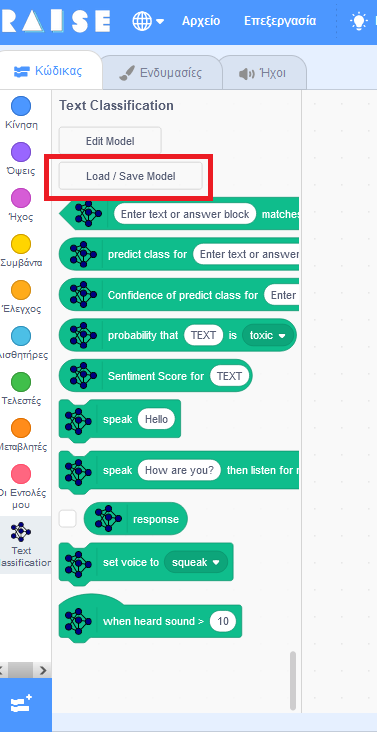 RAISE
Αρχείο
Επεξεργασία
Κώδικας
Ενδυμασίες
Ήχοι
Κίνηση
Όψεις
Ήχος
Συμβάντα
Έλεγχος
Αισθητήρες
Τελεστές
Μεταβλητές
Οι Εντολές
μου
Text
Classification
Text Classification
Edit Model
Load / Save Model
Enter text or answer block matches
predict class for Enter text or answer
Confidence of predict class for Enter
probability that TEXT is toxic
Sentiment Score for TEXT
speak Hello
speak How are you? then listen for
response
set voice to squeak
when heard sound > 10